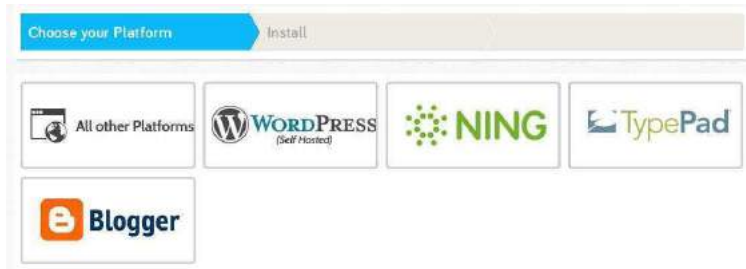 Choose your Platform
Install
All other Platforms
WORDPRESS
(Self Hosted)
NING
TypePad
Blogger